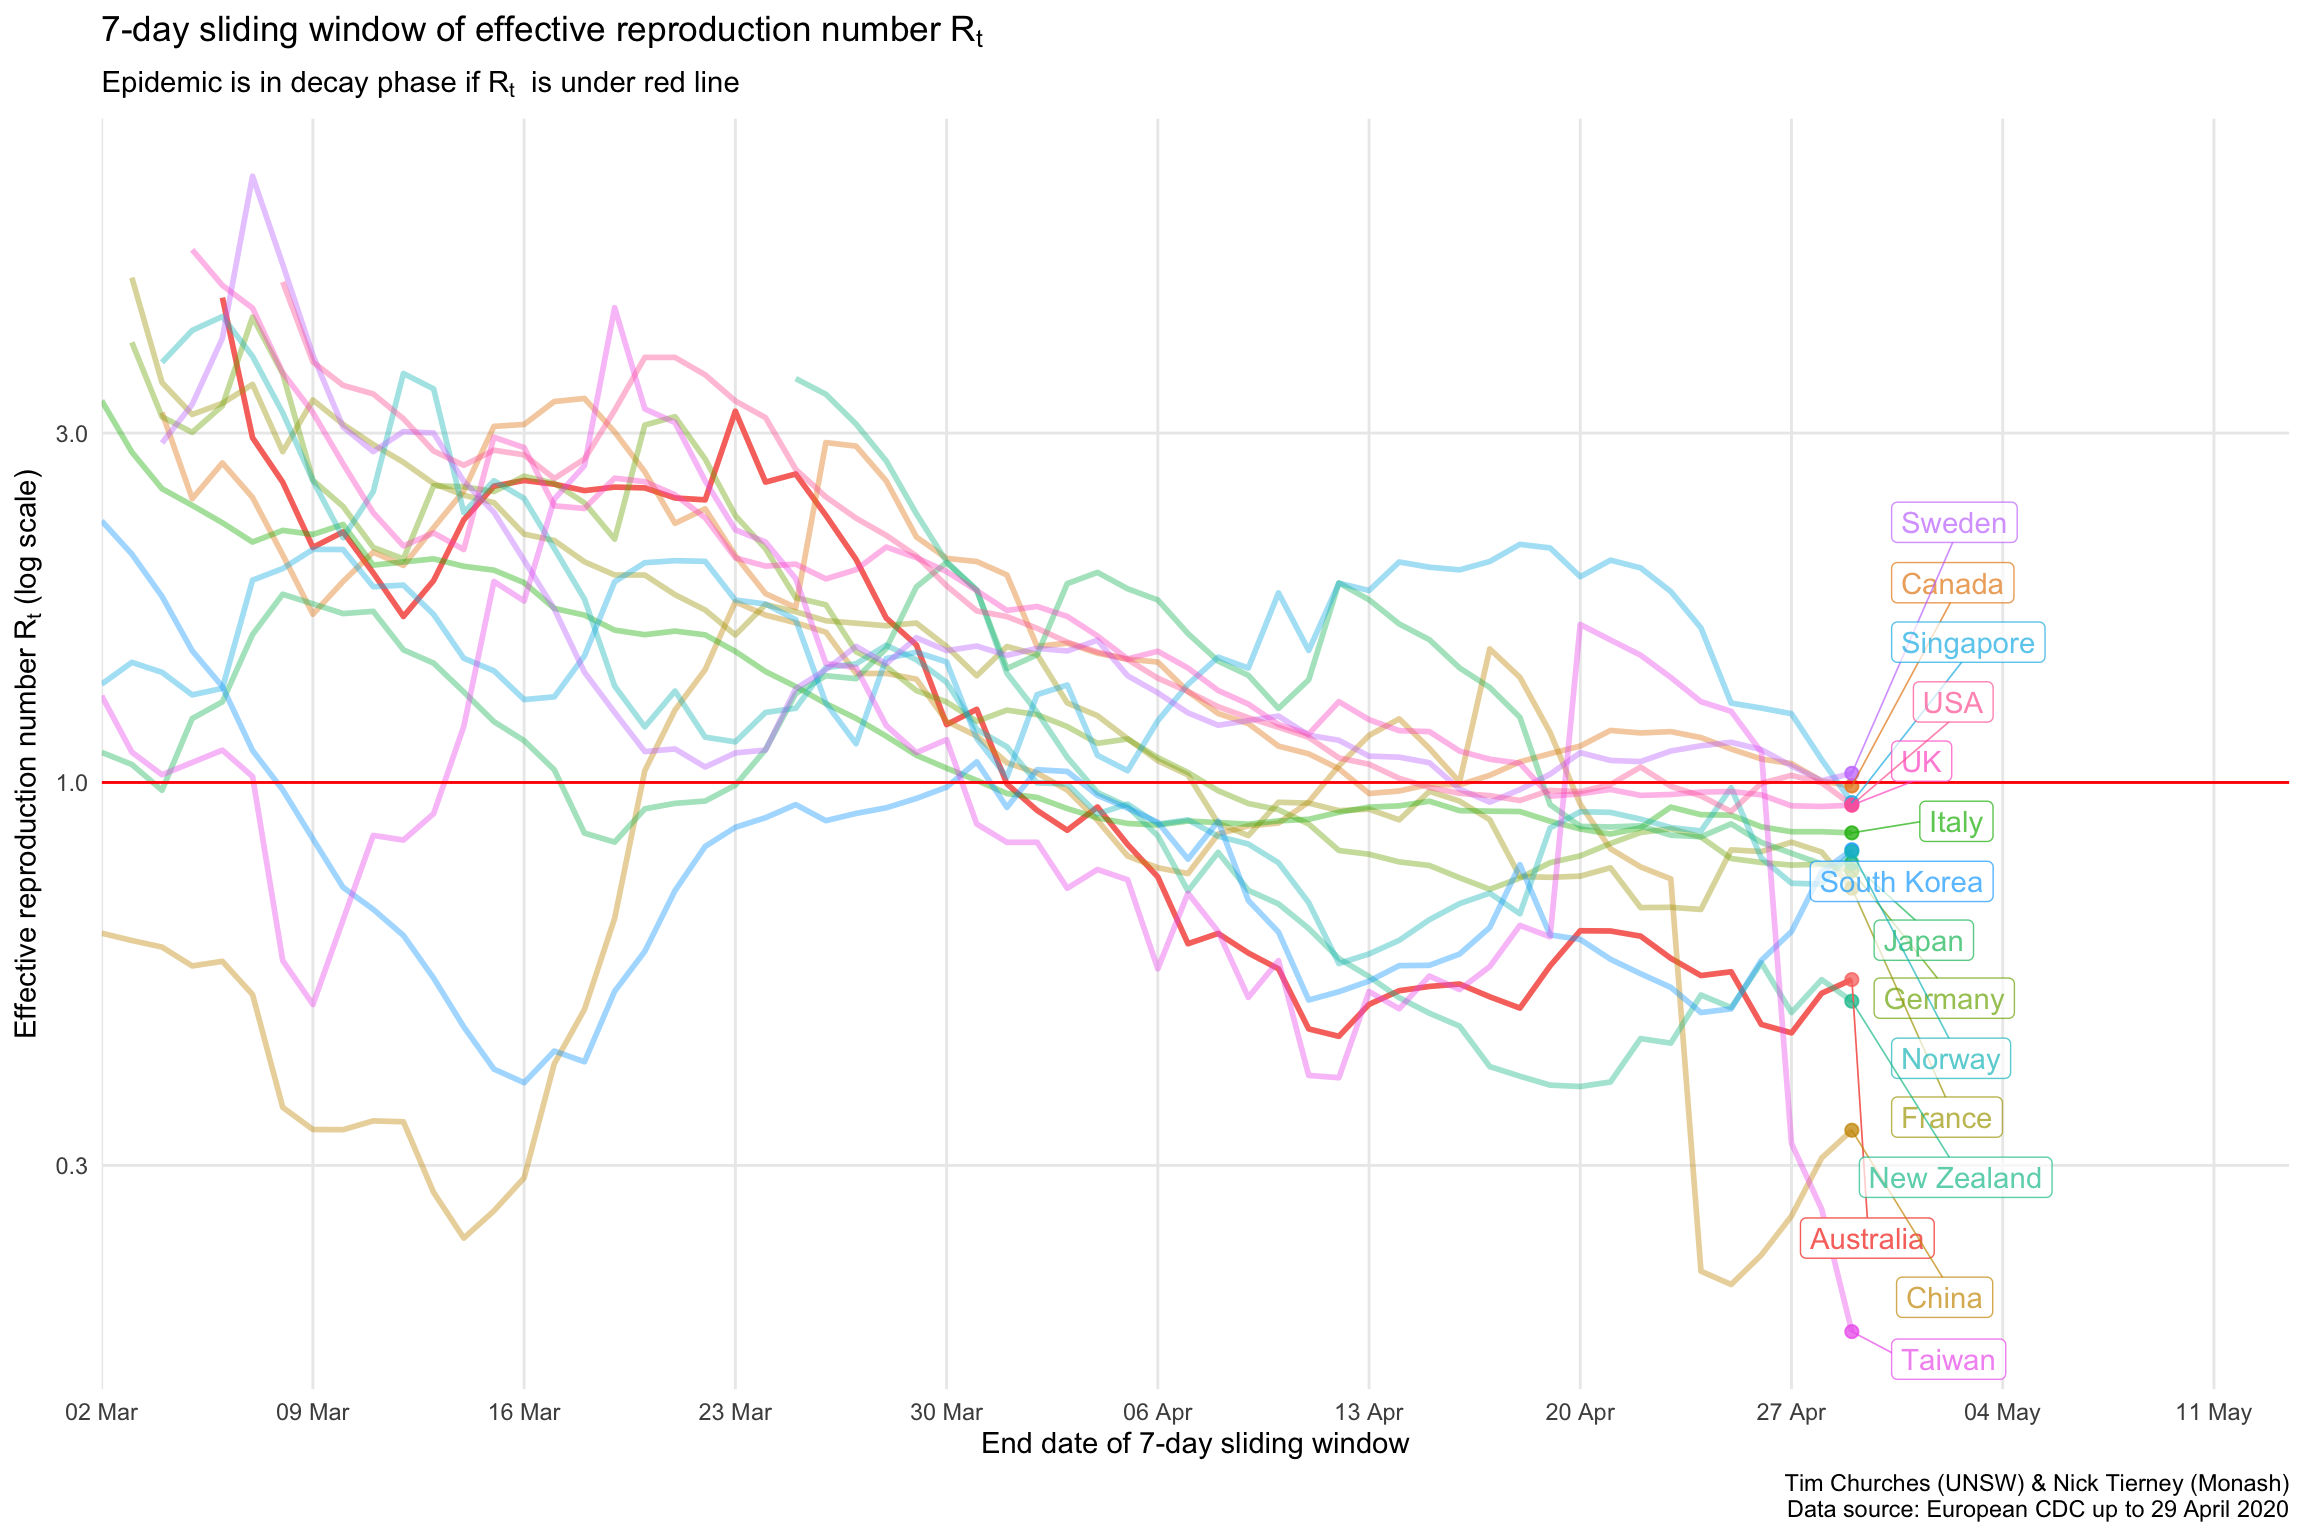 7-day sliding window of effective reproduction number Rt
Epidemic is in decay phase if Rt is under red line
Effective reproduction number Rt (log scale)
3.0
1.0
0.3
Sweden
Canada
Singapore
USA
UK
Italy
South Korea
Japan
Germany
Norway
France
New Zealand
Australia
China
Taiwan
02 Mar 09 Mar 16 Mar 23 Mar 30 Mar 06 Apr 13 Apr 20 Apr 27 Apr 04 May 11 May
End date of 7-day sliding window
Tim Churches (UNSW) & Nick Tierney (Monash)
Data source: European CDC up to 29 April 2020